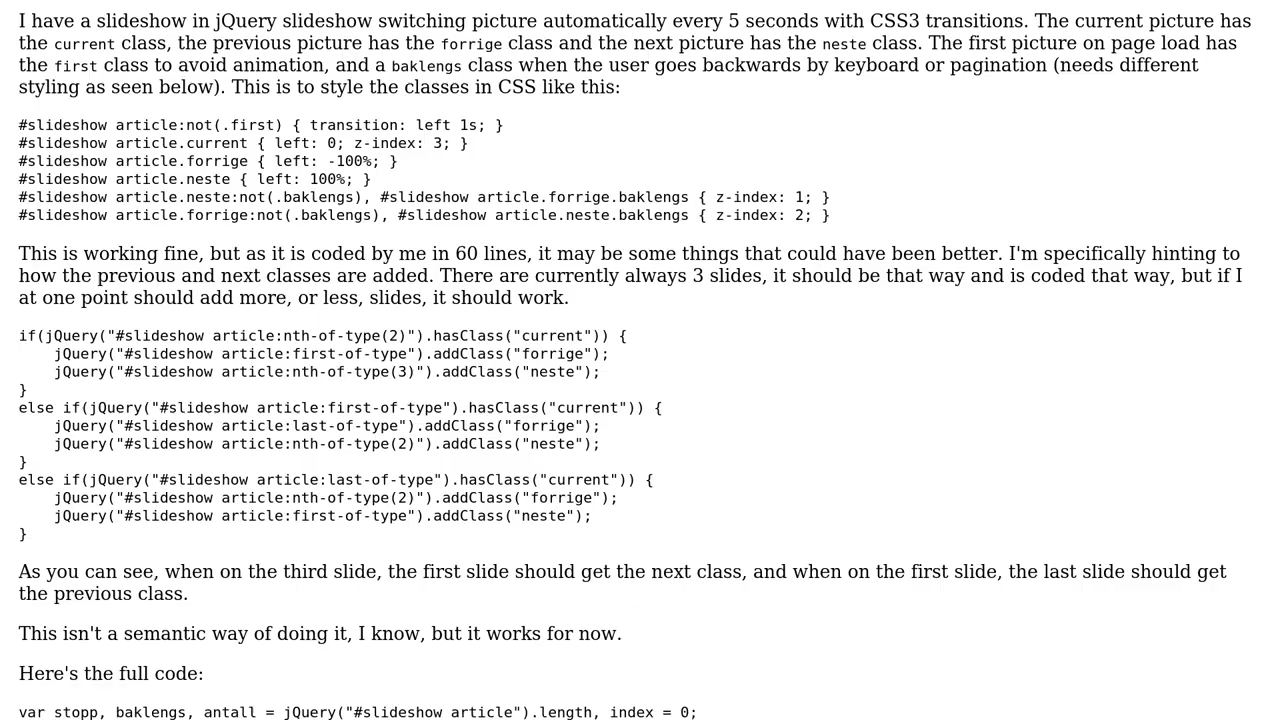 I have a slideshow in jQuery slideshow switching picture automatically every 5 seconds with CSS3 transitions. The current picture has
the current class, the previous picture has the forrige class and the next picture has the neste class. The first picture on page load has
the first class to avoid animation, and a baklengs class when the user goes backwards by keyboard or pagination (needs different
styling as seen below). This is to style the classes in CSS like this:
#slideshow article:not(.first) { transition: left 1s; }
#slideshow article.current { left: 0; z-index: 3; }
#slideshow article.forrige { left: -100%; }
#slideshow article.neste { left: 100%; }
#slideshow article.neste:not(.baklengs), #slideshow article.forrige.baklengs { z-index: 1; }
#slideshow article.forrige:not(.baklengs), #slideshow article.neste.baklengs { z-index: 2; }
This is working fine, but as it is coded by me in 60 lines, it may be some things that could have been better. I'm specifically hinting to
how the previous and next classes are added. There are currently always 3 slides, it should be that way and is coded that way, but if I
at one point should add more, or less, slides, it should work.
if(jQuery("#slideshow article:nth-of-type(2)").hasClass("current")) {
    jQuery("#slideshow article:first-of-type").addClass("forrige");
    jQuery("#slideshow article:nth-of-type(3)").addClass("neste");
}
else if(jQuery("#slideshow article:first-of-type").hasClass("current")) {
    jQuery("#slideshow article:last-of-type").addClass("forrige");
    jQuery("#slideshow article:nth-of-type(2)").addClass("neste");
}
else if(jQuery("#slideshow article:last-of-type").hasClass("current")) {
    jQuery("#slideshow article:nth-of-type(2)").addClass("forrige");
    jQuery("#slideshow article:first-of-type").addClass("neste");
}
As you can see, when on the third slide, the first slide should get the next class, and when on the first slide, the last slide should get
the previous class.
This isn't a semantic way of doing it, I know, but it works for now.
Here's the full code:
var stopp, baklengs, antall = jQuery("#slideshow article").length, index = 0;